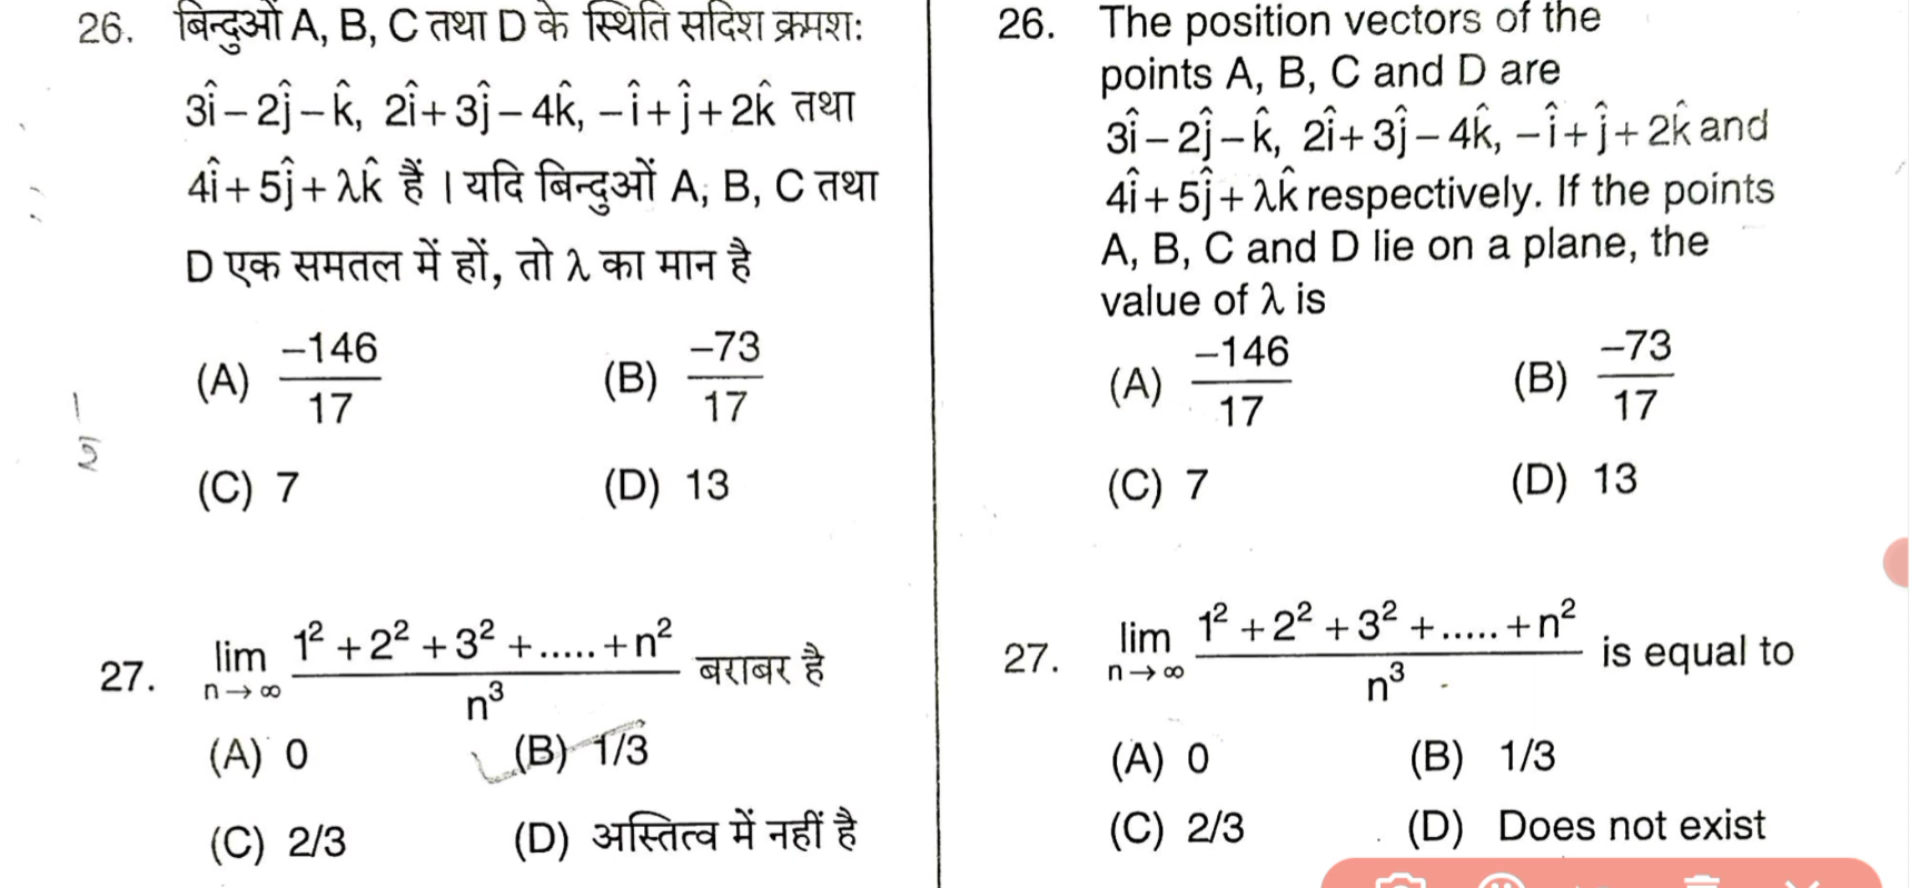 26. बिन्दुओं A, B, C तथा D के स्थिति सदिश क्रमशः
3î – 2ĵ – k̂, 2î + 3ĵ – 4k̂, – î + ĵ + 2k̂ तथा
4î + 5ĵ + λk̂ हैं । यदि बिन्दुओं A, B, C तथा
D एक समतल में हों, तो λ का मान है
(A) –146/17 (B) –73/17
(C) 7 (D) 13
27. lim n→∞ (1² + 2² + 3² + ..... + n²)/n³ बराबर है
(A) 0 (B) 1/3
(C) 2/3 (D) अस्तित्व में नहीं है
26. The position vectors of the
points A, B, C and D are
3î – 2ĵ – k̂, 2î + 3ĵ – 4k̂, – î + ĵ + 2k̂ and
4î + 5ĵ + λk̂ respectively. If the points
A, B, C and D lie on a plane, the
value of λ is
(A) –146/17 (B) –73/17
(C) 7 (D) 13
27. lim n→∞ (1² + 2² + 3² + ..... + n²)/n³ is equal to
(A) 0 (B) 1/3
(C) 2/3 (D) Does not exist